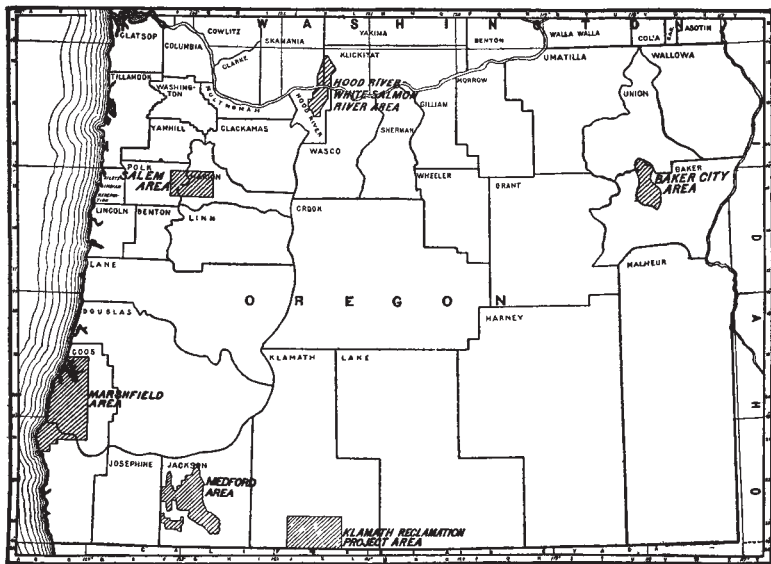 W A S H I N G T O N
CLATSOP
COLUMBIA
COWLITZ
SKAMANIA
YAKIMA
KLICKITAT
BENTON
WALLA WALLA
COL'A
ASOTIN
CLARKE
TILLAMOOK
WASHING-
TON
MULTNOMAH
HOOD RIVER
HOOD RIVER
WHITE SALMON
RIVER AREA
MORROW
UMATILLA
WALLOWA
UNION
GILLIAM
SHERMAN
YAMHILL
CLACKAMAS
WASCO
POLK
SALEM
AREA
MARION
WHEELER
GRANT
BAKER
BAKER CITY
AREA
LINCOLN
BENTON
LINN
CROOK
LANE
MALHEUR
O R E G O N
I D A H O
DOUGLAS
HARNEY
COOS
KLAMATH
LAKE
MARSHFIELD
AREA
JOSEPHINE
JACKSON
MEDFORD
AREA
KLAMATH RECLAMATION
PROJECT AREA